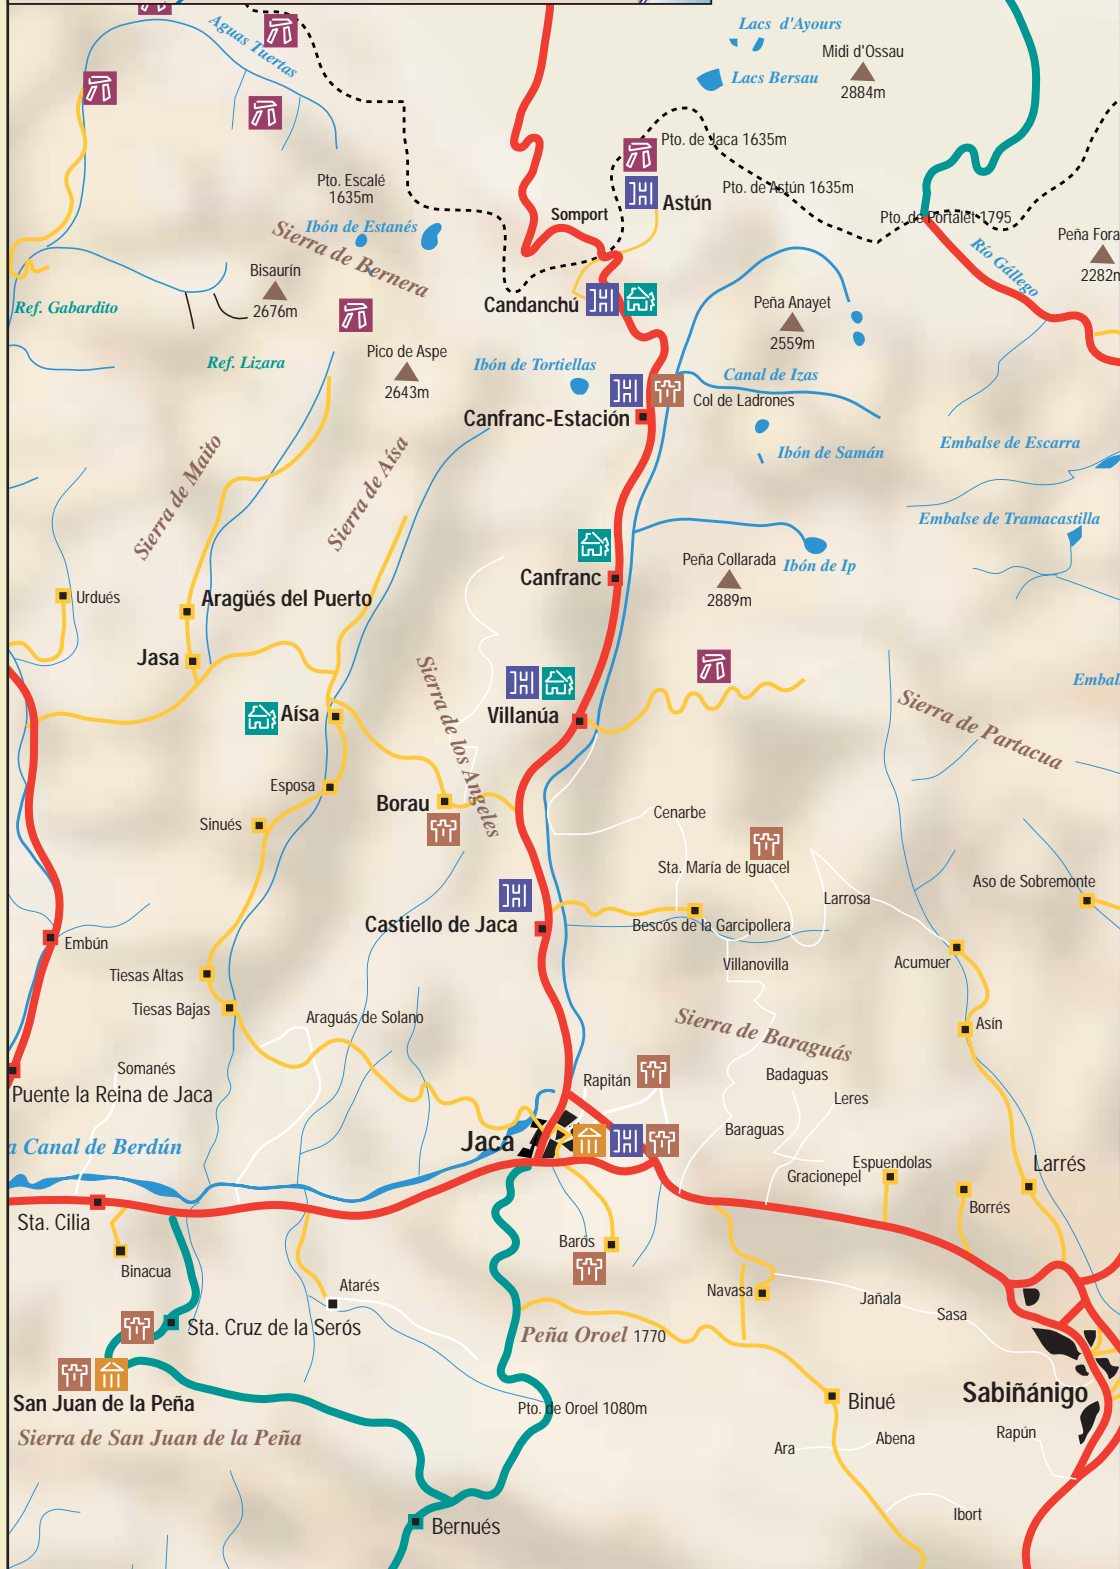 Lacs d'Ayours
Aguas Tuertas
Midi d'Ossau
2884m
Lacs Bersau
Pto. de Jaca 1635m
Pto. Escalé
1635m
Pto. de Astún 1635m
Astún
Somport
Pto. de Portalet 1795
Ibón de Estanés
Sierra de Bernera
Río Gállego
Peña Fora
2282m
Bisaurín
2676m
Ref. Gabardito
Candanchú
Peña Anayet
2559m
Ref. Lizara
Pico de Aspe
2643m
Ibón de Tortiellas
Canal de Izas
Col de Ladrones
Canfranc-Estación
Ibón de Samán
Embalse de Escarra
Sierra de Maito
Sierra de Aísa
Embalse de Tramacastilla
Peña Collarada
2889m
Ibón de Ip
Canfranc
Urdués
Aragüés del Puerto
Jasa
Embal
Aísa
Villanúa
Sierra de los Angeles
Sierra de Partacua
Esposa
Borau
Sinués
Cenarbe
Sta. María de Iguacel
Aso de Sobremonte
Larrosa
Castiello de Jaca
Bescós de la Garcipollera
Embún
Villanovilla
Acumuer
Tiesas Altas
Tiesas Bajas
Araguás de Solano
Sierra de Baraguás
Asín
Somanés
Puente la Reina de Jaca
Rapitán
Badaguas
Leres
Baraguas
Jaca
a Canal de Berdún
Espuendolas
Gracionepel
Larrés
Borrés
Sta. Cilia
Barós
Binacua
Atarés
Navasa
Jañala
Sasa
Sta. Cruz de la Serós
Peña Oroel 1770
San Juan de la Peña
Pto. de Oroel 1080m
Binué
Sabiñánigo
Sierra de San Juan de la Peña
Ara
Abena
Rapún
Ibort
Bernués